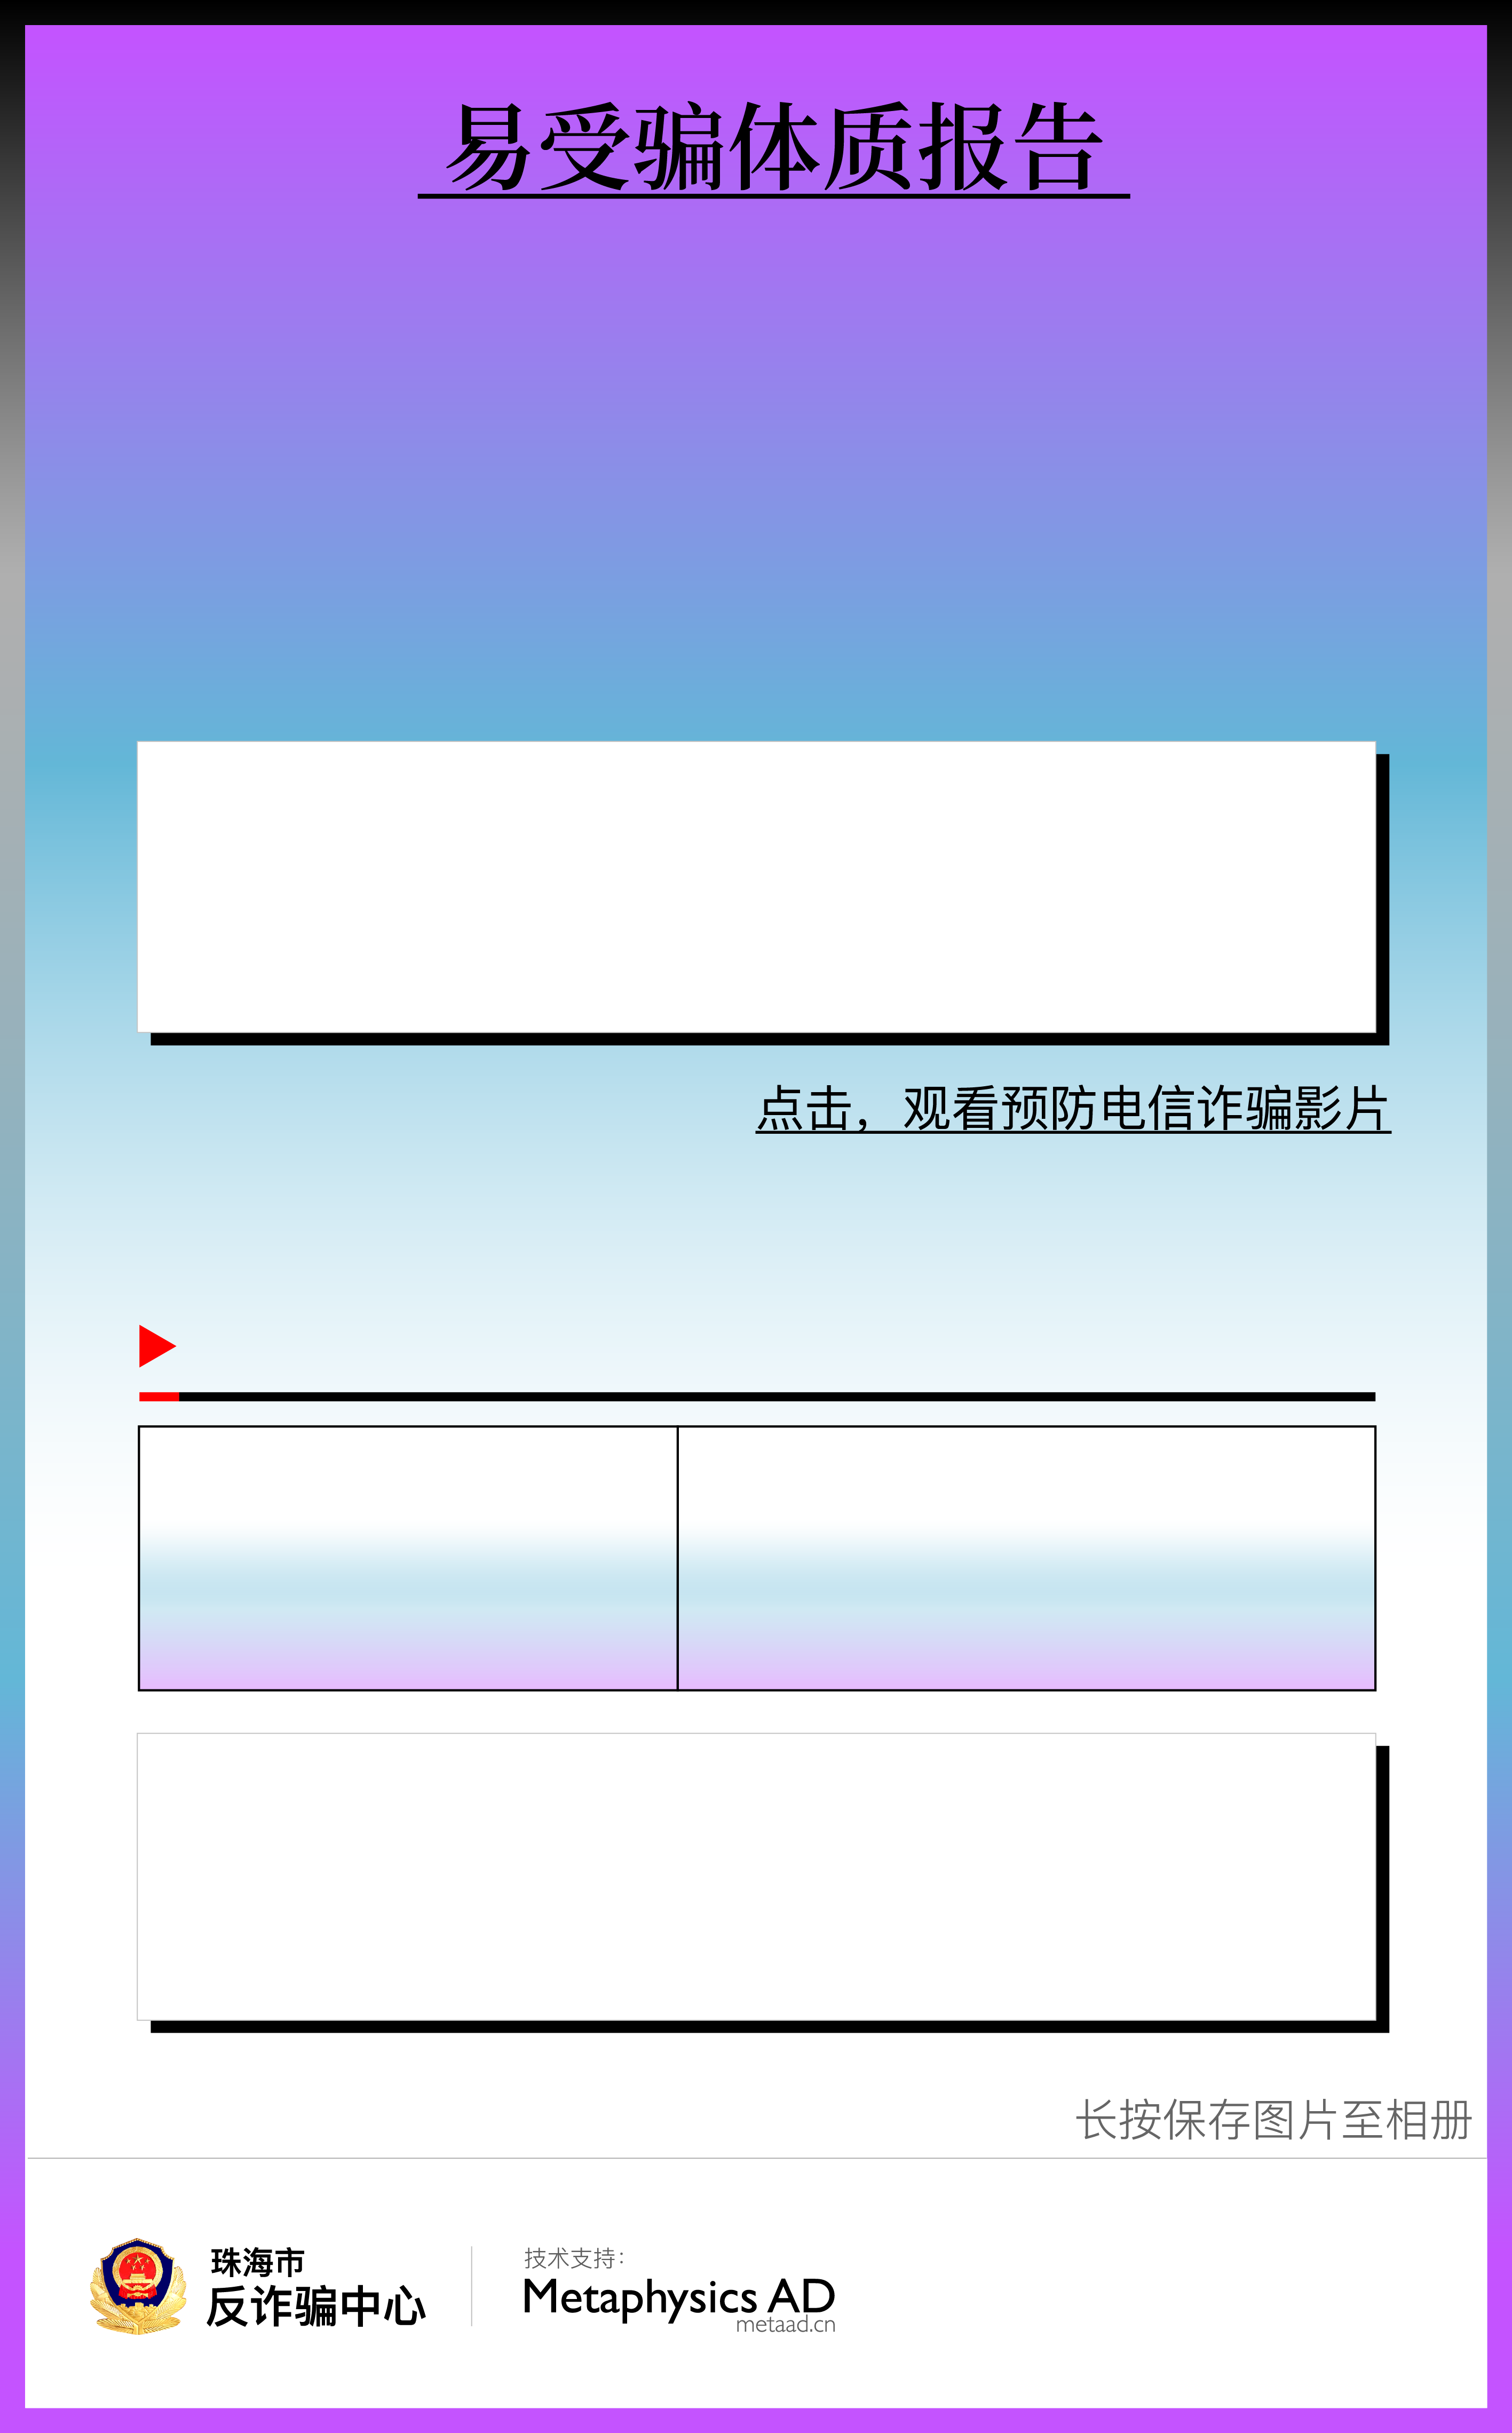 易受骗体质报告
点击，观看预防电信诈骗影片
长按保存图片至相册
珠海市
反诈骗中心
技术支持：
Metaphysics AD
metaad.cn